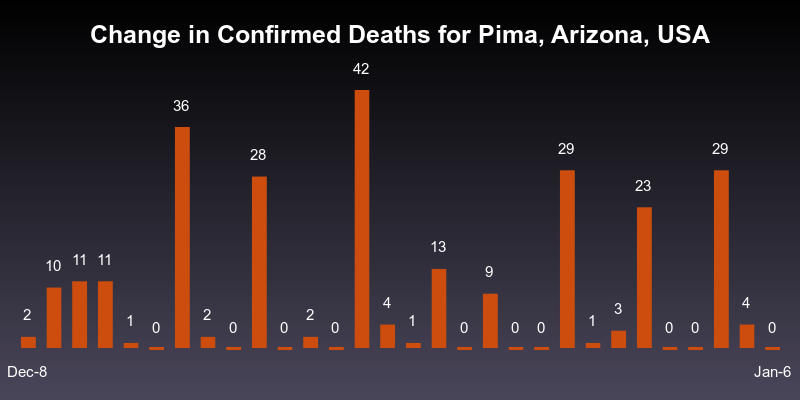 Change in Confirmed Deaths for Pima, Arizona, USA
2 10 11 11 1 0 36 2 0 28 0 2 0 42 4 1 13 0 9 0 0 29 1 3 23 0 0 29 4 0
Dec-8 Jan-6